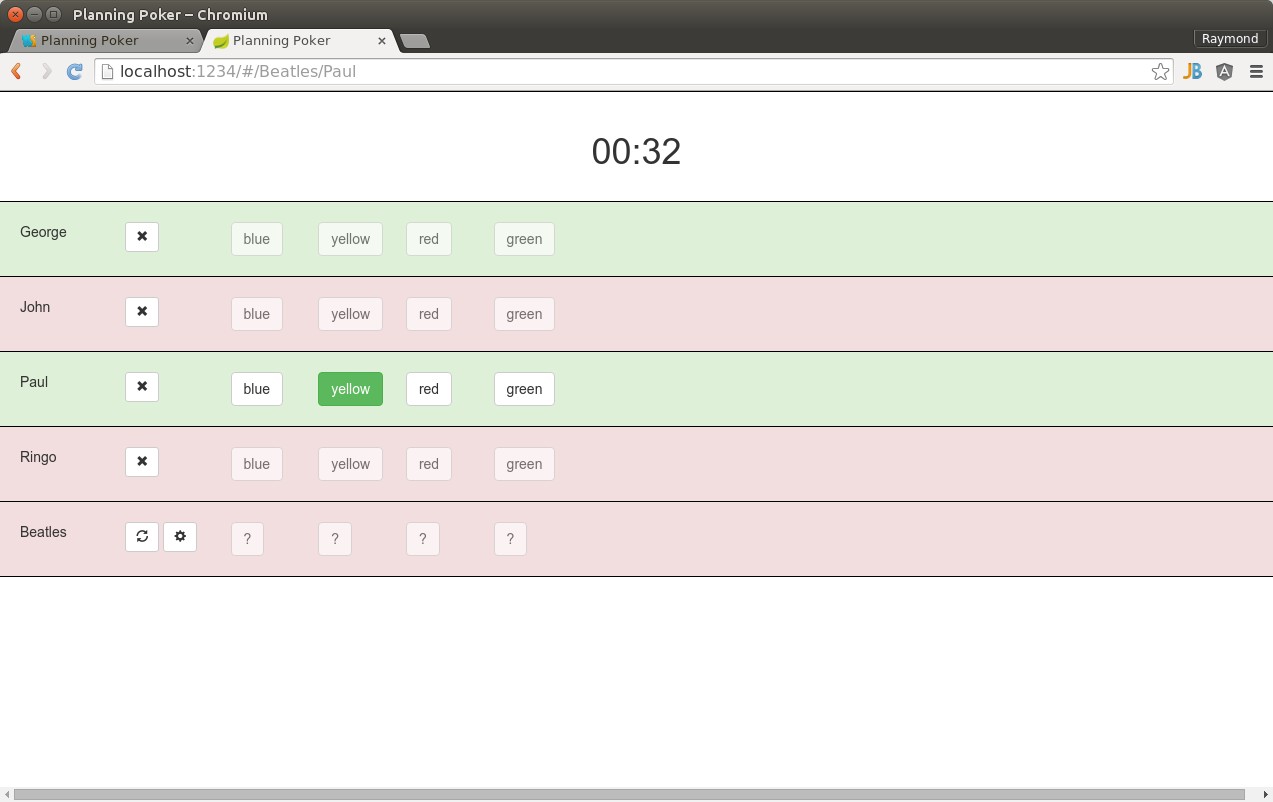 Planning Poker – Chromium
Planning Poker Planning Poker Raymond
localhost:1234/#/Beatles/Paul JB A
00:32
George blue yellow red green
John blue yellow red green
Paul blue yellow red green
Ringo blue yellow red green
Beatles ? ? ? ?